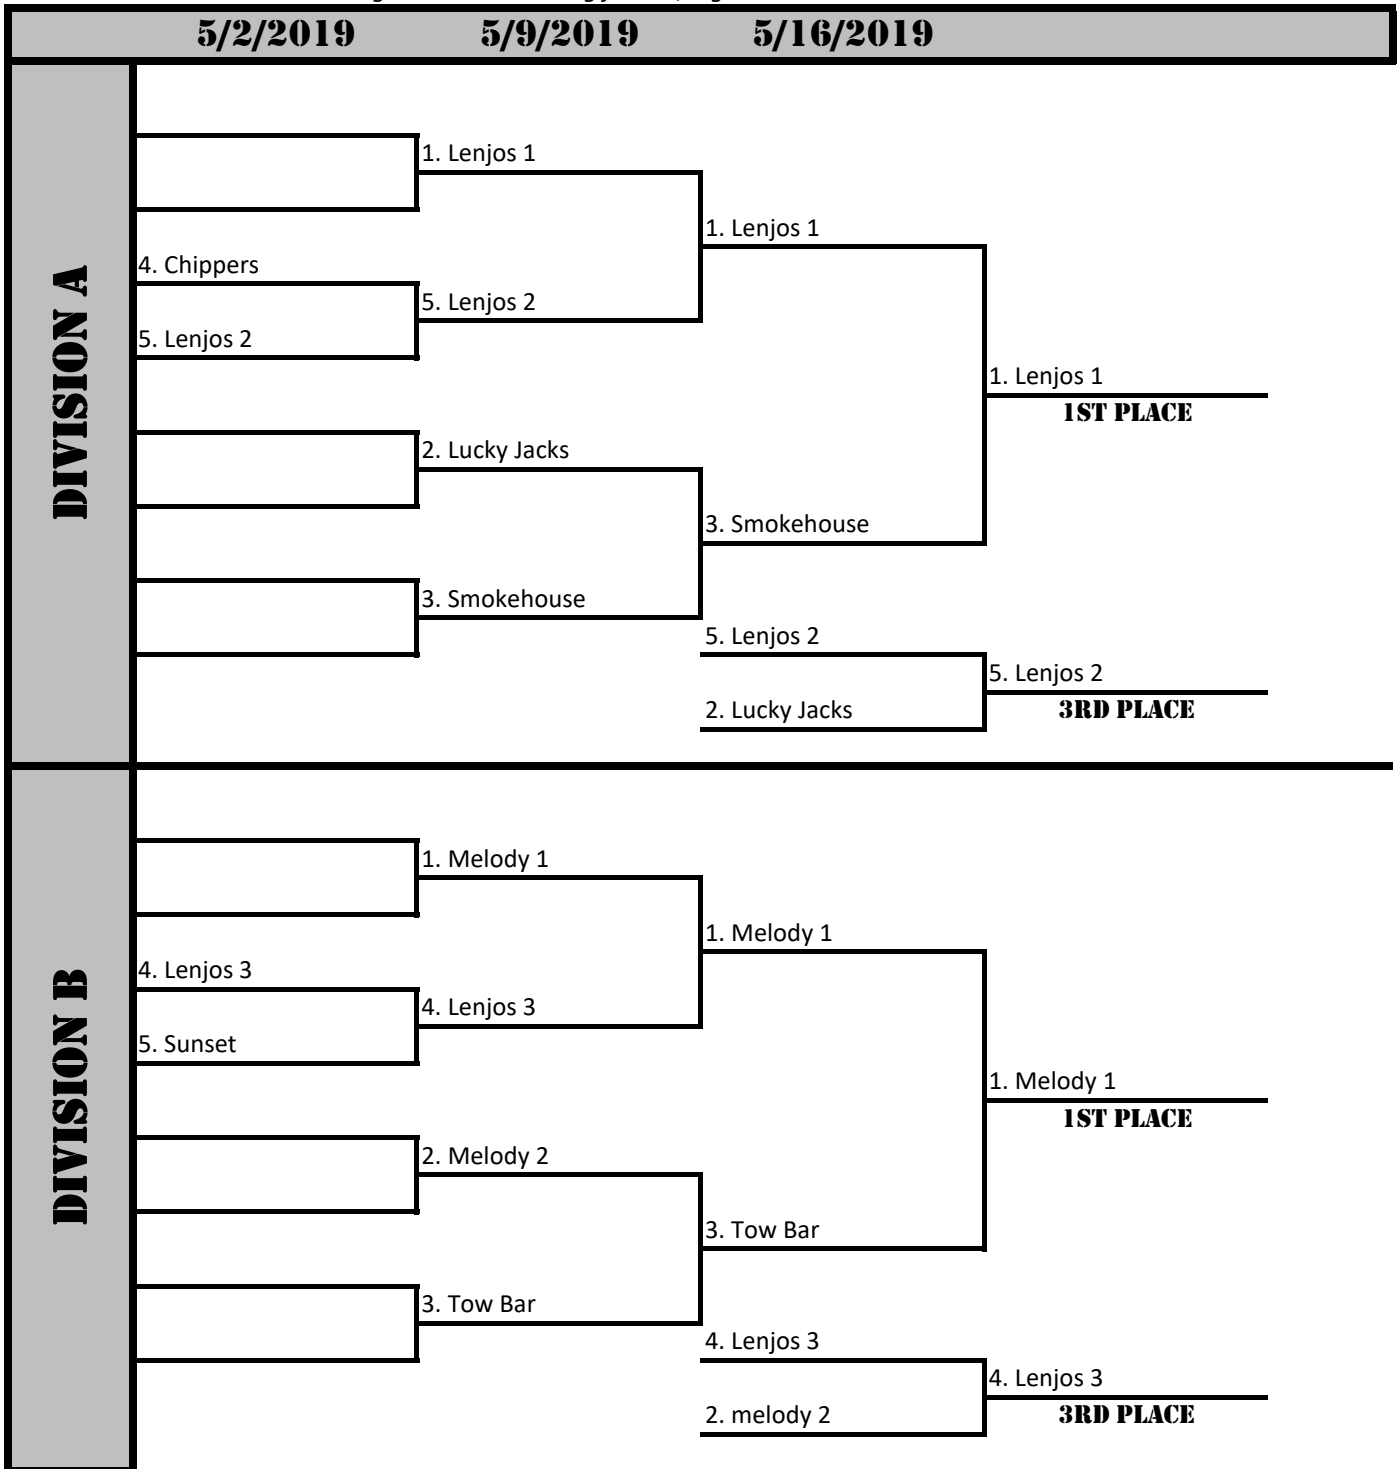 5/2/2019 5/9/2019 5/16/2019
DIVISION A
1. Lenjos 1
1. Lenjos 1
4. Chippers
5. Lenjos 2
5. Lenjos 2
1. Lenjos 1
1ST PLACE
2. Lucky Jacks
3. Smokehouse
3. Smokehouse
5. Lenjos 2
5. Lenjos 2
2. Lucky Jacks
3RD PLACE
DIVISION B
1. Melody 1
1. Melody 1
4. Lenjos 3
4. Lenjos 3
5. Sunset
1. Melody 1
1ST PLACE
2. Melody 2
3. Tow Bar
3. Tow Bar
4. Lenjos 3
4. Lenjos 3
2. melody 2
3RD PLACE